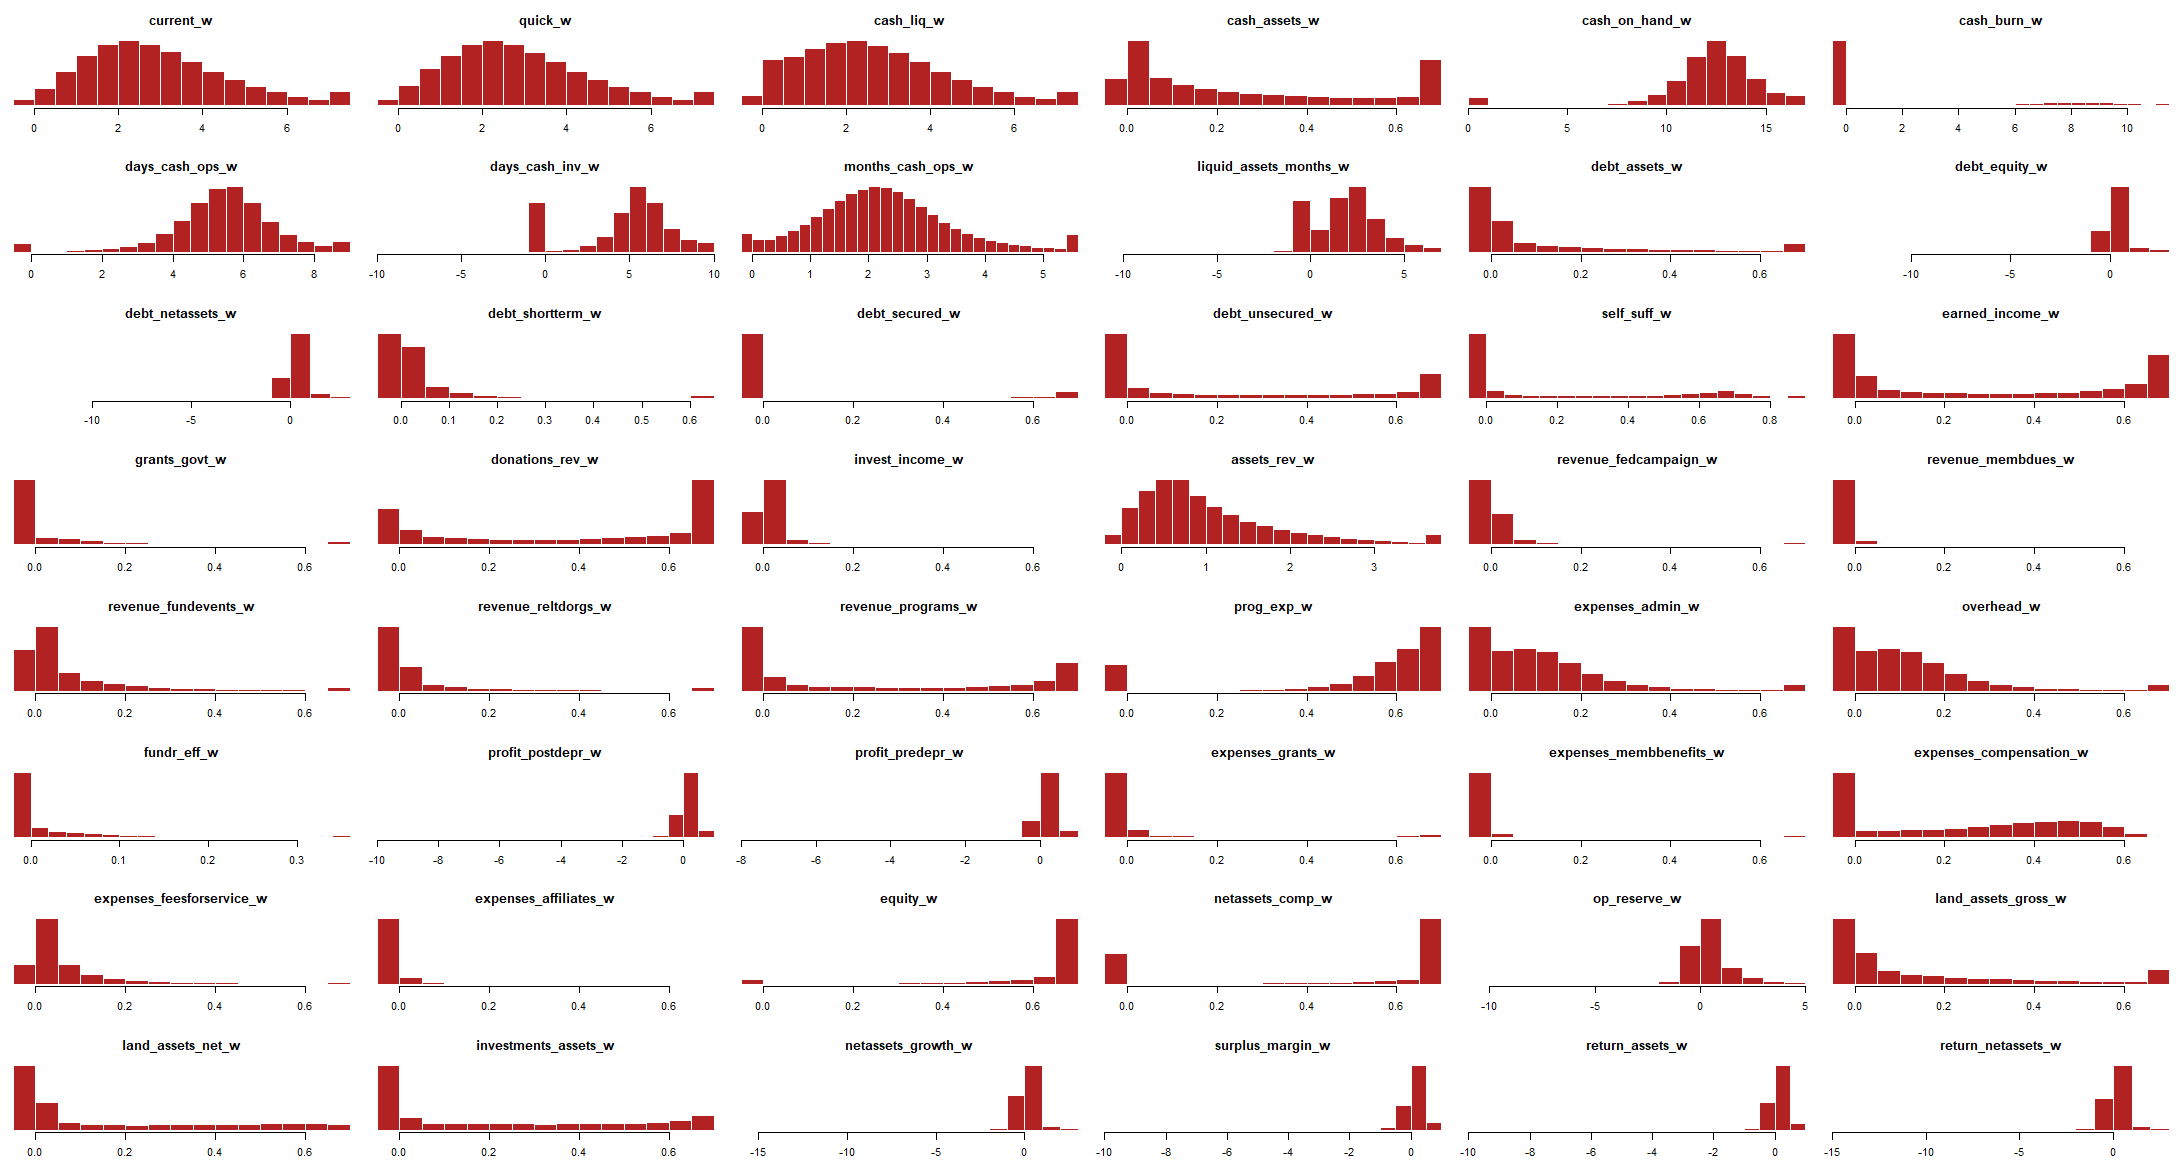 current_w quick_w cash_liq_w cash_assets_w cash_on_hand_w cash_burn_w
0 2 4 6 0 2 4 6 0 2 4 6 0.0 0.2 0.4 0.6 0 5 10 15 0 2 4 6 8 10
days_cash_ops_w days_cash_inv_w months_cash_ops_w liquid_assets_months_w debt_assets_w debt_equity_w
0 2 4 6 8 -10 -5 0 5 10 0 1 2 3 4 5 -10 -5 0 5 0.0 0.2 0.4 0.6 -10 -5 0
debt_netassets_w debt_shortterm_w debt_secured_w debt_unsecured_w self_suff_w earned_income_w
-10 -5 0 0.0 0.1 0.2 0.3 0.4 0.5 0.6 0.0 0.2 0.4 0.6 0.0 0.2 0.4 0.6 0.0 0.2 0.4 0.6 0.8 0.0 0.2 0.4 0.6
grants_govt_w donations_rev_w invest_income_w assets_rev_w revenue_fedcampaign_w revenue_membdues_w
0.0 0.2 0.4 0.6 0.0 0.2 0.4 0.6 0.0 0.2 0.4 0.6 0 1 2 3 0.0 0.2 0.4 0.6 0.0 0.2 0.4 0.6
revenue_fundevents_w revenue_reltdorgs_w revenue_programs_w prog_exp_w expenses_admin_w overhead_w
0.0 0.2 0.4 0.6 0.0 0.2 0.4 0.6 0.0 0.2 0.4 0.6 0.0 0.2 0.4 0.6 0.0 0.2 0.4 0.6 0.0 0.2 0.4 0.6
fundr_eff_w profit_postdepr_w profit_predepr_w expenses_grants_w expenses_membbenefits_w expenses_compensation_w
0.0 0.1 0.2 0.3 -10 -8 -6 -4 -2 0 -8 -6 -4 -2 0 0.0 0.2 0.4 0.6 0.0 0.2 0.4 0.6 0.0 0.2 0.4 0.6
expenses_feesforservice_w expenses_affiliates_w equity_w netassets_comp_w op_reserve_w land_assets_gross_w
0.0 0.2 0.4 0.6 0.0 0.2 0.4 0.6 0.0 0.2 0.4 0.6 0.0 0.2 0.4 0.6 -10 -5 0 5 0.0 0.2 0.4 0.6
land_assets_net_w investments_assets_w netassets_growth_w surplus_margin_w return_assets_w return_netassets_w
0.0 0.2 0.4 0.6 0.0 0.2 0.4 0.6 -15 -10 -5 0 -10 -8 -6 -4 -2 0 -10 -8 -6 -4 -2 0 -15 -10 -5 0